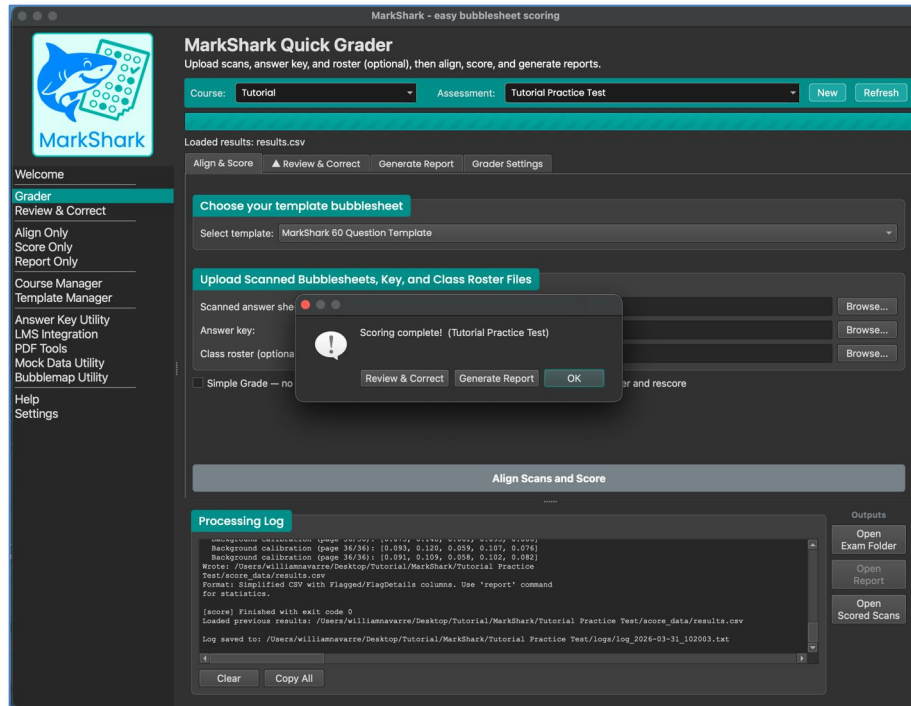 MarkShark - easy bubblesheet scoring
MarkShark
MarkShark Quick Grader
Upload scans, answer key, and roster (optional), then align, score, and generate reports.
Course: Tutorial Assessment: Tutorial Practice Test New Refresh
Loaded results: results.csv
Align & Score ▲ Review & Correct Generate Report Grader Settings
Welcome
Grader
Review & Correct
Align Only
Score Only
Report Only
Course Manager
Template Manager
Answer Key Utility
LMS Integration
PDF Tools
Mock Data Utility
Bubblemap Utility
Help
Settings
Choose your template bubblesheet
Select template: MarkShark 60 Question Template
Upload Scanned Bubblesheets, Key, and Class Roster Files
Scanned answer she Browse...
Answer key: Browse...
Class roster (optiona Browse...
Simple Grade — no er and rescore
Scoring complete! (Tutorial Practice Test)
Review & Correct Generate Report OK
Align Scans and Score
Processing Log
Background calibration (page 36/36): [0.093, 0.120, 0.059, 0.107, 0.076]
Background calibration (page 36/36): [0.091, 0.109, 0.058, 0.102, 0.082]
Wrote: /Users/williamnavarre/Desktop/Tutorial/MarkShark/Tutorial Practice
Test/score_data/results.csv
Format: Simplified CSV with Flagged/FlagDetails columns. Use 'report' command
for statistics.
[score] Finished with exit code 0
Loaded previous results: /Users/williamnavarre/Desktop/Tutorial/MarkShark/Tutorial Practice Test/score_data/results.csv
Log saved to: /Users/williamnavarre/Desktop/Tutorial/MarkShark/Tutorial Practice Test/logs/log_2026-03-31_102003.txt
Clear Copy All
Outputs
Open
Exam Folder
Open
Report
Open
Scored Scans